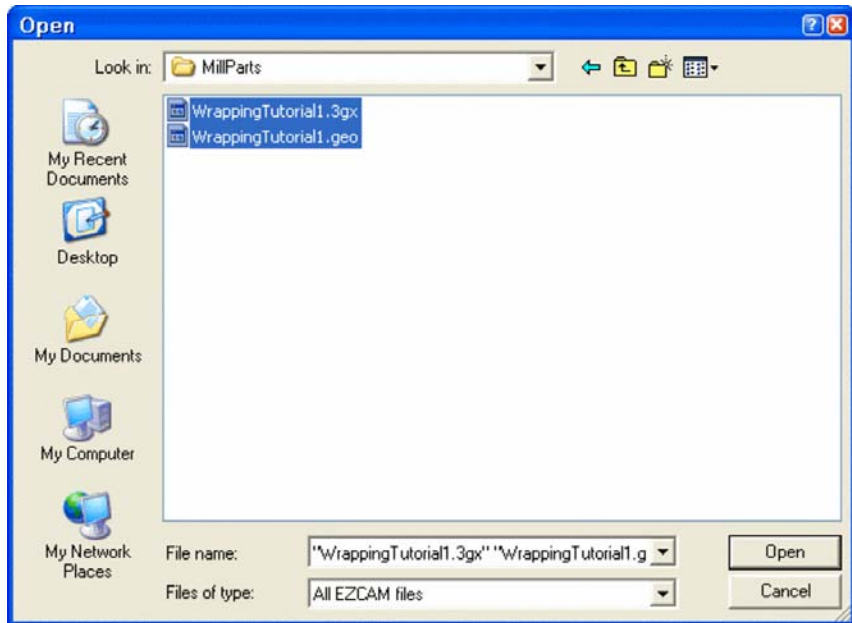 Open
Look in:
MillParts
WrappingTutorial1.3gx
WrappingTutorial1.geo
My Recent
Documents
Desktop
My Documents
My Computer
My Network
Places
File name:
"WrappingTutorial1.3gx" "WrappingTutorial1.g
Open
Files of type:
All EZCAM files
Cancel